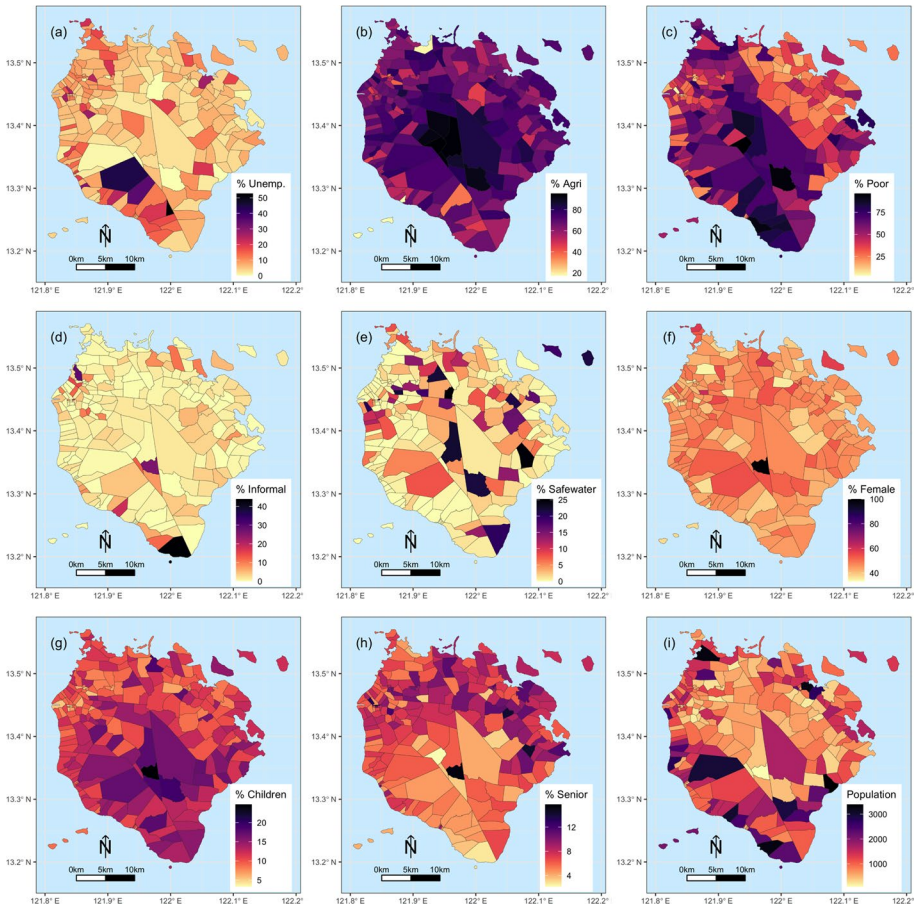 (a)
(b)
(c)
13.5° N
13.4° N
13.3° N
13.2° N
% Unemp.
50
40
30
20
10
0
% Agri
80
60
40
20
% Poor
75
50
25
N
0km 5km 10km
N
0km 5km 10km
N
0km 5km 10km
121.8° E 121.9° E 122° E 122.1° E 122.2°
121.8° E 121.9° E 122° E 122.1° E 122.2°
121.8° E 121.9° E 122° E 122.1° E 122.2°
(d)
(e)
(f)
13.5° N
13.4° N
13.3° N
13.2° N
% Informal
40
30
20
10
0
% Safewater
25
20
15
10
5
0
% Female
100
80
60
40
N
0km 5km 10km
N
0km 5km 10km
N
0km 5km 10km
121.8° E 121.9° E 122° E 122.1° E 122.2°
121.8° E 121.9° E 122° E 122.1° E 122.2°
121.8° E 121.9° E 122° E 122.1° E 122.2°
(g)
(h)
(i)
13.5° N
13.4° N
13.3° N
13.2° N
% Children
20
15
10
5
% Senior
12
8
4
Population
3000
2000
1000
N
0km 5km 10km
N
0km 5km 10km
N
0km 5km 10km
121.8° E 121.9° E 122° E 122.1° E 122.2°
121.8° E 121.9° E 122° E 122.1° E 122.2°
121.8° E 121.9° E 122° E 122.1° E 122.2°